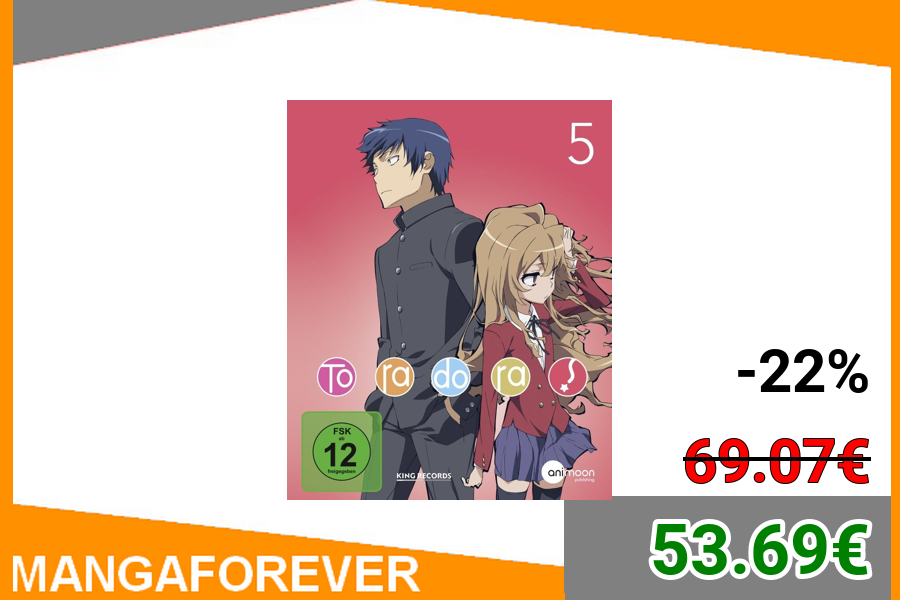 5
To ra do ra !
FSK
ab
12
freigegeben
KING RECORDS
animoon
publishing
-22%
69.07€
53.69€
MANGAFOREVER